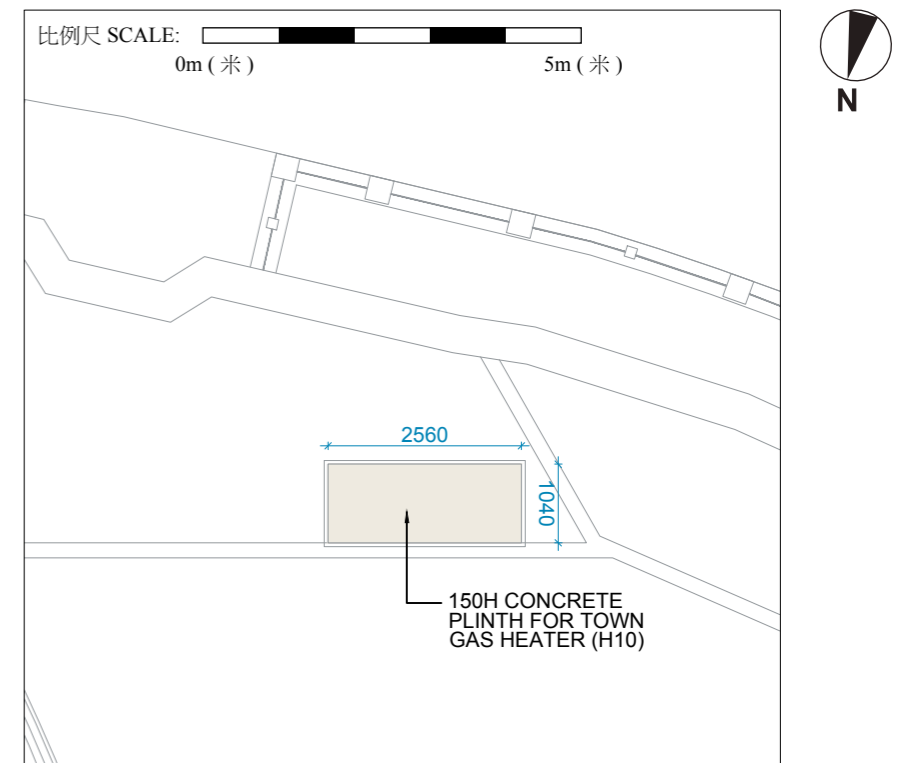 比例尺 SCALE:
0m ( 米 )
5m ( 米 )
N
2560
1040
150H CONCRETE
PLINTH FOR TOWN
GAS HEATER (H10)